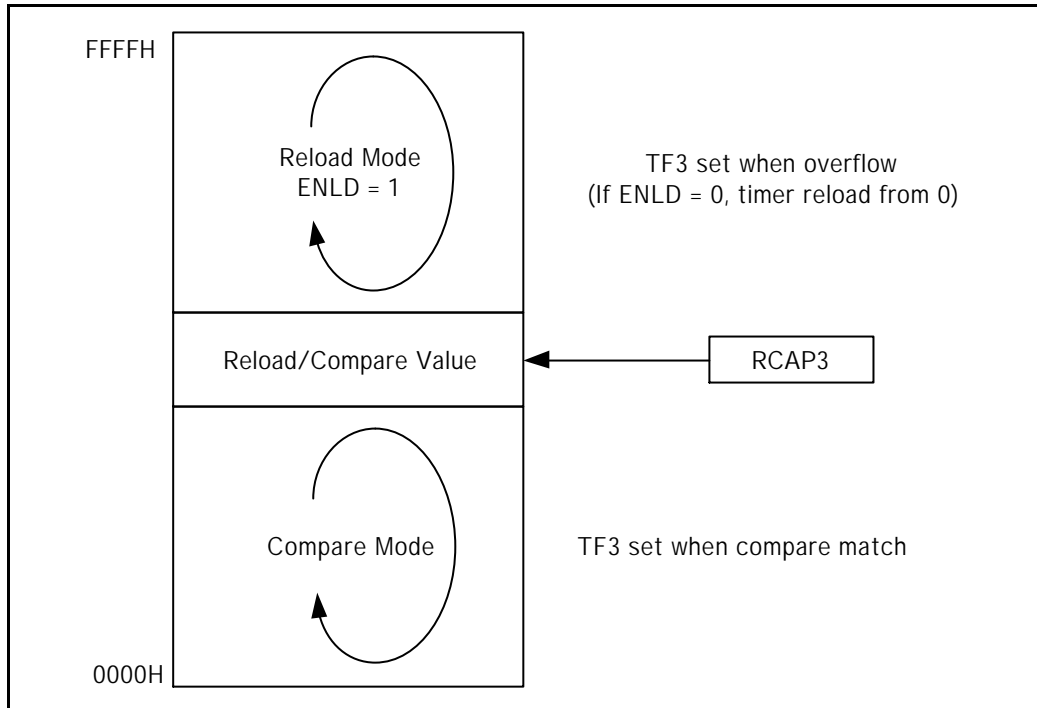 FFFFH
Reload Mode
ENLD = 1
TF3 set when overflow
(If ENLD = 0, timer reload from 0)
Reload/Compare Value
RCAP3
Compare Mode
TF3 set when compare match
0000H